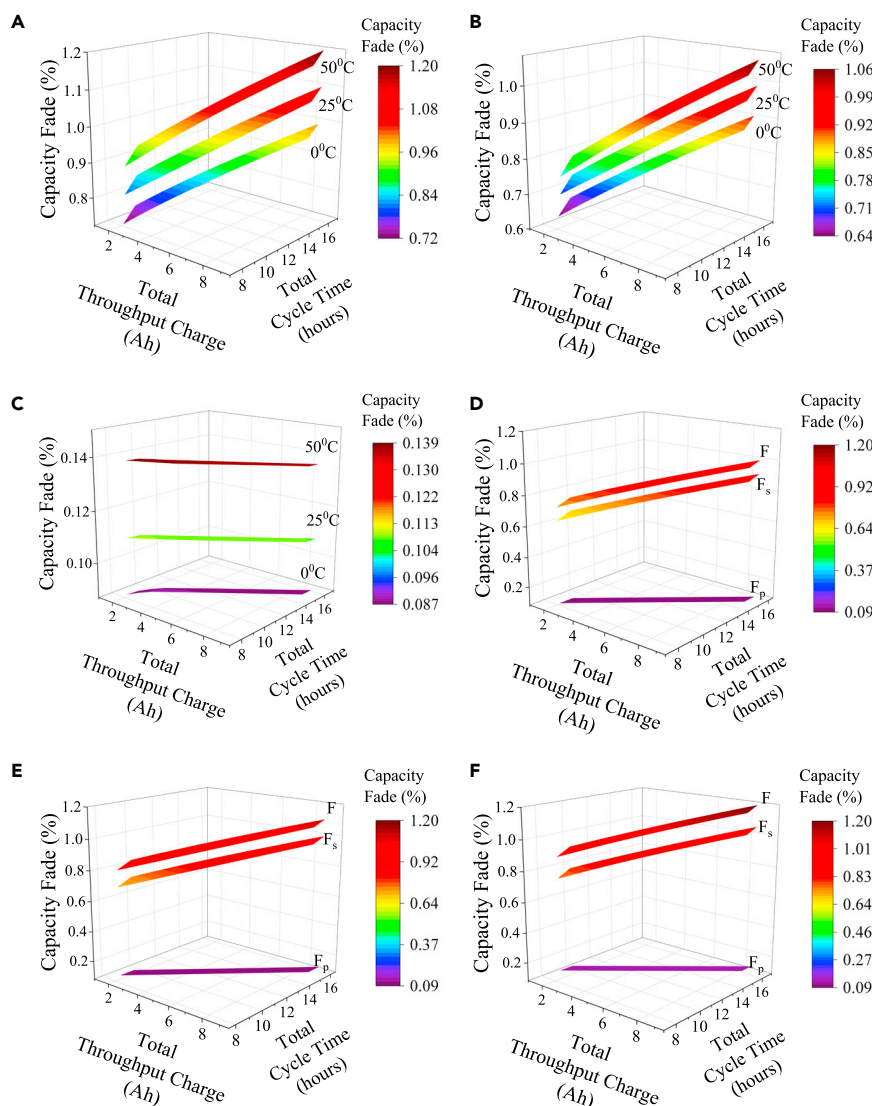 A
Capacity
Fade (%)
1.20
1.08
0.96
0.84
0.72
Capacity Fade (%)
1.2
1.1
1.0
0.9
0.8
50⁰C
25⁰C
0⁰C
2
4
6
8
Total
Throughput Charge
(Ah)
8
10
12
14
16
Total
Cycle Time
(hours)
B
Capacity
Fade (%)
1.06
0.99
0.92
0.85
0.78
0.71
0.64
Capacity Fade (%)
1.0
0.9
0.8
0.7
0.6
50⁰C
25⁰C
0⁰C
2
4
6
8
Total
Throughput Charge
(Ah)
8
10
12
14
16
Total
Cycle Time
(hours)
C
Capacity
Fade (%)
0.139
0.130
0.122
0.113
0.104
0.096
0.087
Capacity Fade (%)
0.14
0.12
0.10
50⁰C
25⁰C
0⁰C
2
4
6
8
Total
Throughput Charge
(Ah)
8
10
12
14
16
Total
Cycle Time
(hours)
D
Capacity
Fade (%)
1.20
0.92
0.64
0.37
0.09
Capacity Fade (%)
1.2
1.0
0.8
0.6
0.4
0.2
F
Fₛ
Fₚ
2
4
6
8
Total
Throughput Charge
(Ah)
8
10
12
14
16
Total
Cycle Time
(hours)
E
Capacity
Fade (%)
1.20
0.92
0.64
0.37
0.09
Capacity Fade (%)
1.2
1.0
0.8
0.6
0.4
0.2
F
Fₛ
Fₚ
2
4
6
8
Total
Throughput Charge
(Ah)
8
10
12
14
16
Total
Cycle Time
(hours)
F
Capacity
Fade (%)
1.20
1.01
0.83
0.64
0.46
0.27
0.09
Capacity Fade (%)
1.2
1.0
0.8
0.6
0.4
0.2
F
Fₛ
Fₚ
2
4
6
8
Total
Throughput Charge
(Ah)
8
10
12
14
16
Total
Cycle Time
(hours)